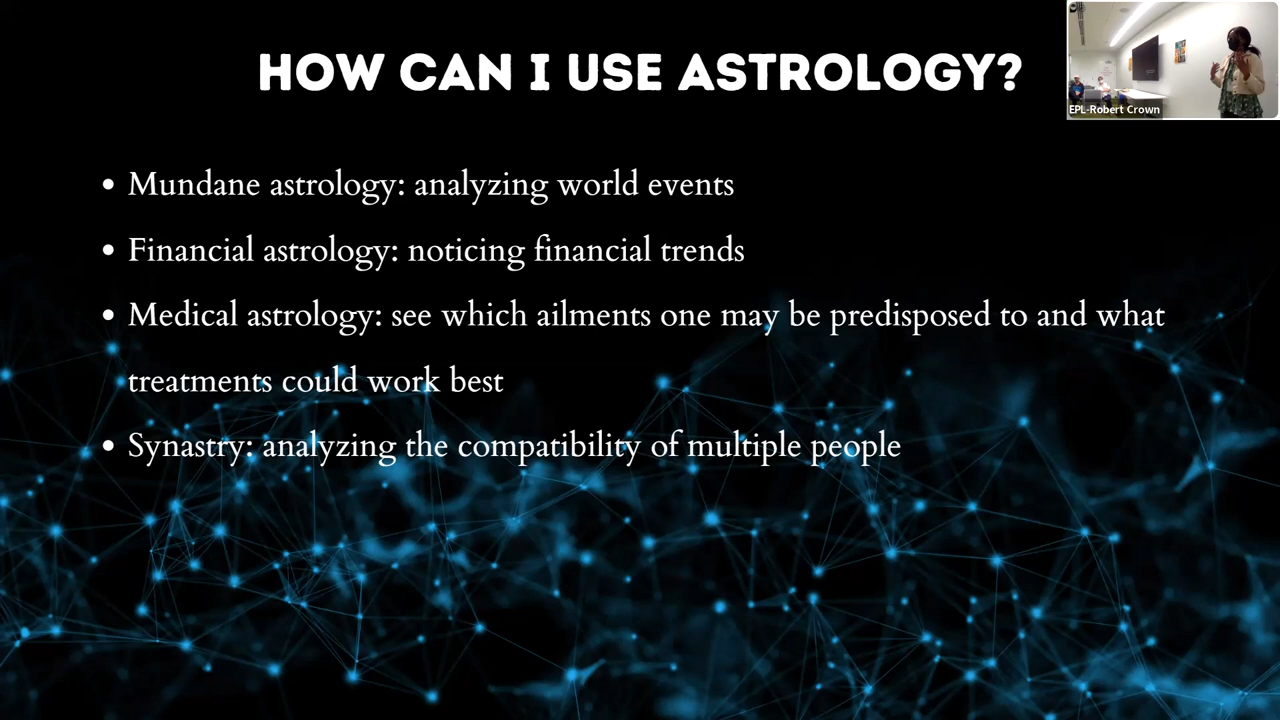 HOW CAN I USE ASTROLOGY?
EPL-Robert Crown
• Mundane astrology: analyzing world events
• Financial astrology: noticing financial trends
• Medical astrology: see which ailments one may be predisposed to and what
treatments could work best
• Synastry: analyzing the compatibility of multiple people